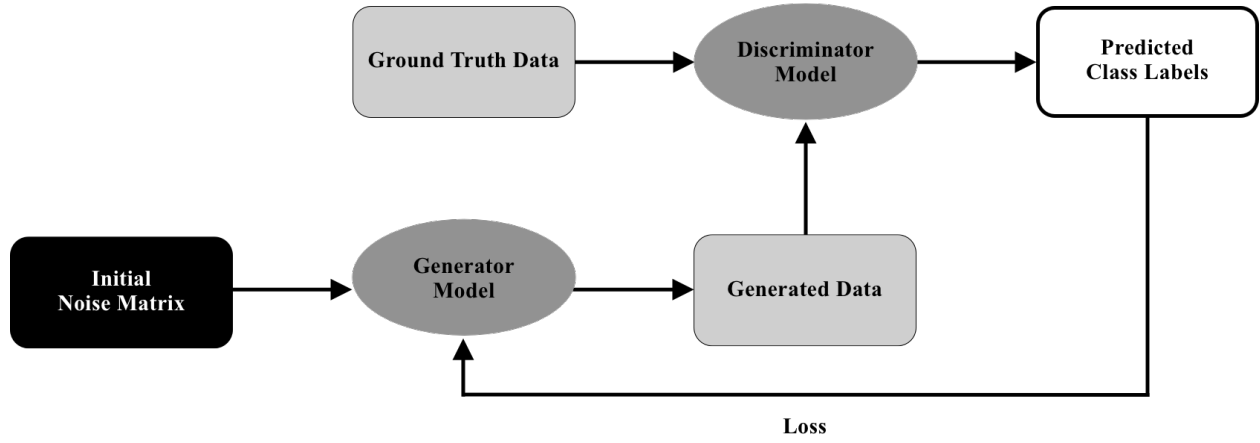 Ground Truth Data
Discriminator
Model
Predicted
Class Labels
Initial
Noise Matrix
Generator
Model
Generated Data
Loss